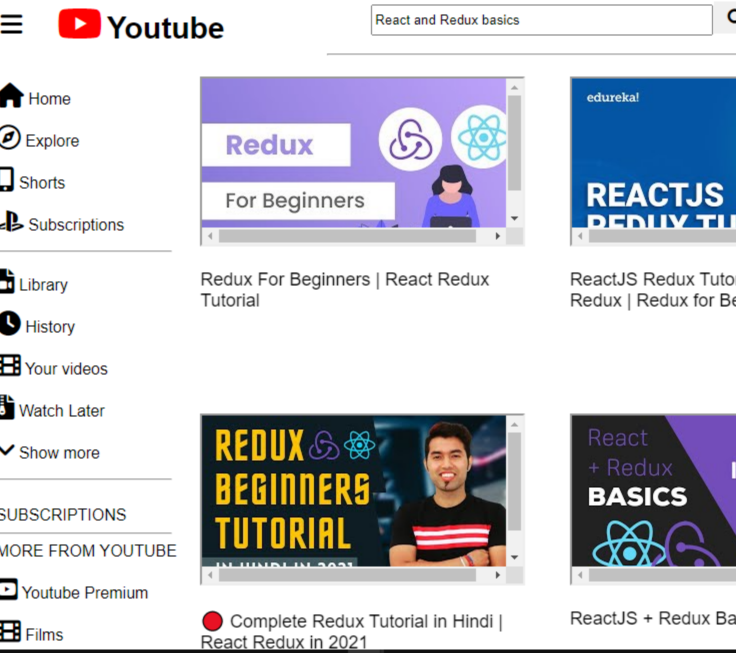 Youtube
React and Redux basics
Home
Explore
Shorts
Subscriptions
Library
History
Your videos
Watch Later
Show more
SUBSCRIPTIONS
MORE FROM YOUTUBE
Youtube Premium
Films
Redux
For Beginners
Redux For Beginners | React Redux
Tutorial
edureka!
REACTJS
REDUX TU
ReactJS Redux Tuto
Redux | Redux for Be
REDUX
BEGINNERS
TUTORIAL
IN HINDI IN 2021
Complete Redux Tutorial in Hindi |
React Redux in 2021
React
+ Redux
BASICS
ReactJS + Redux Ba